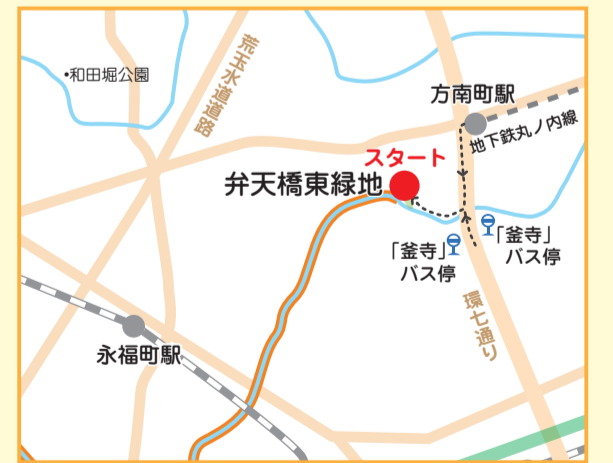 ・和田堀公園
荒玉水道道路
方南町駅
地下鉄丸ノ内線
スタート
弁天橋東緑地
「釜寺」
バス停
「釜寺」
バス停
環七通り
永福町駅